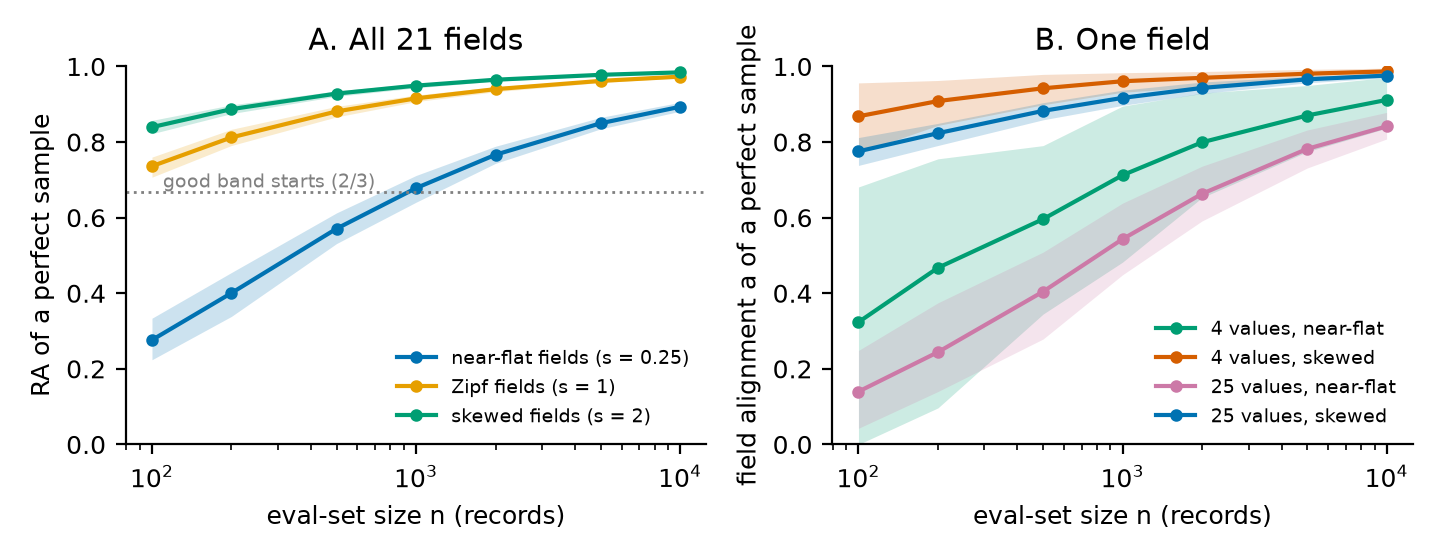 A. All 21 fields
RA of a perfect sample
1.0
0.8
0.6
0.4
0.2
0.0
good band starts (2/3)
near-flat fields (s = 0.25)
Zipf fields (s = 1)
skewed fields (s = 2)
10²
10³
10⁴
eval-set size n (records)
B. One field
field alignment a of a perfect sample
1.0
0.8
0.6
0.4
0.2
0.0
4 values, near-flat
4 values, skewed
25 values, near-flat
25 values, skewed
10²
10³
10⁴
eval-set size n (records)